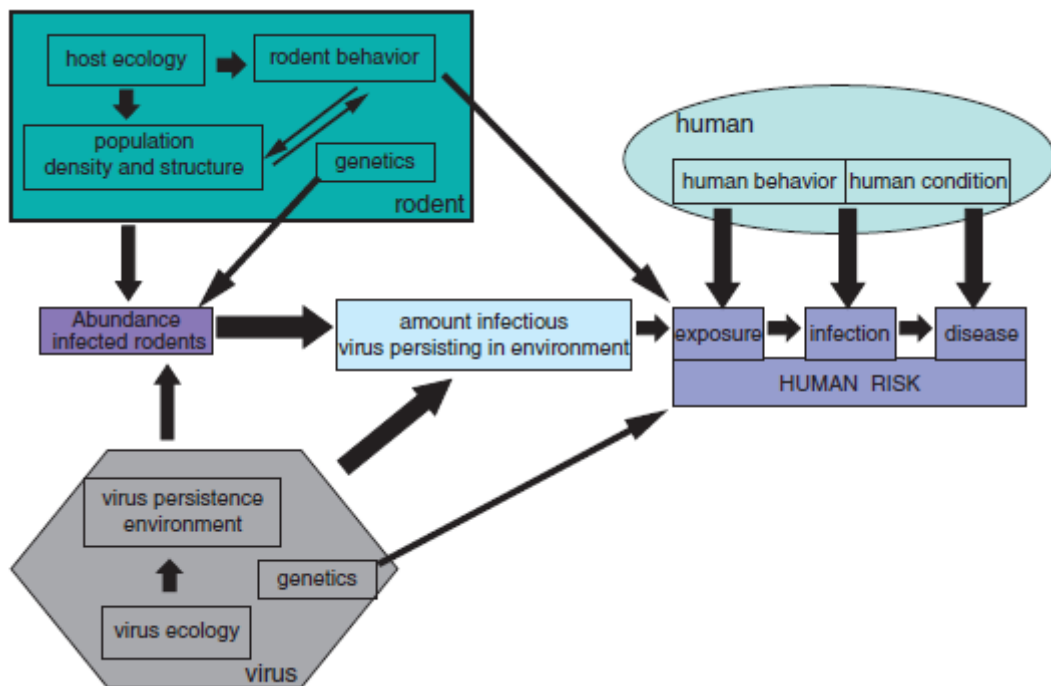 host ecology
rodent behavior
population
density and structure
genetics
rodent
human
human behavior
human condition
Abundance
infected rodents
amount infectious
virus persisting in environment
exposure
infection
disease
HUMAN RISK
virus persistence
environment
genetics
virus ecology
virus